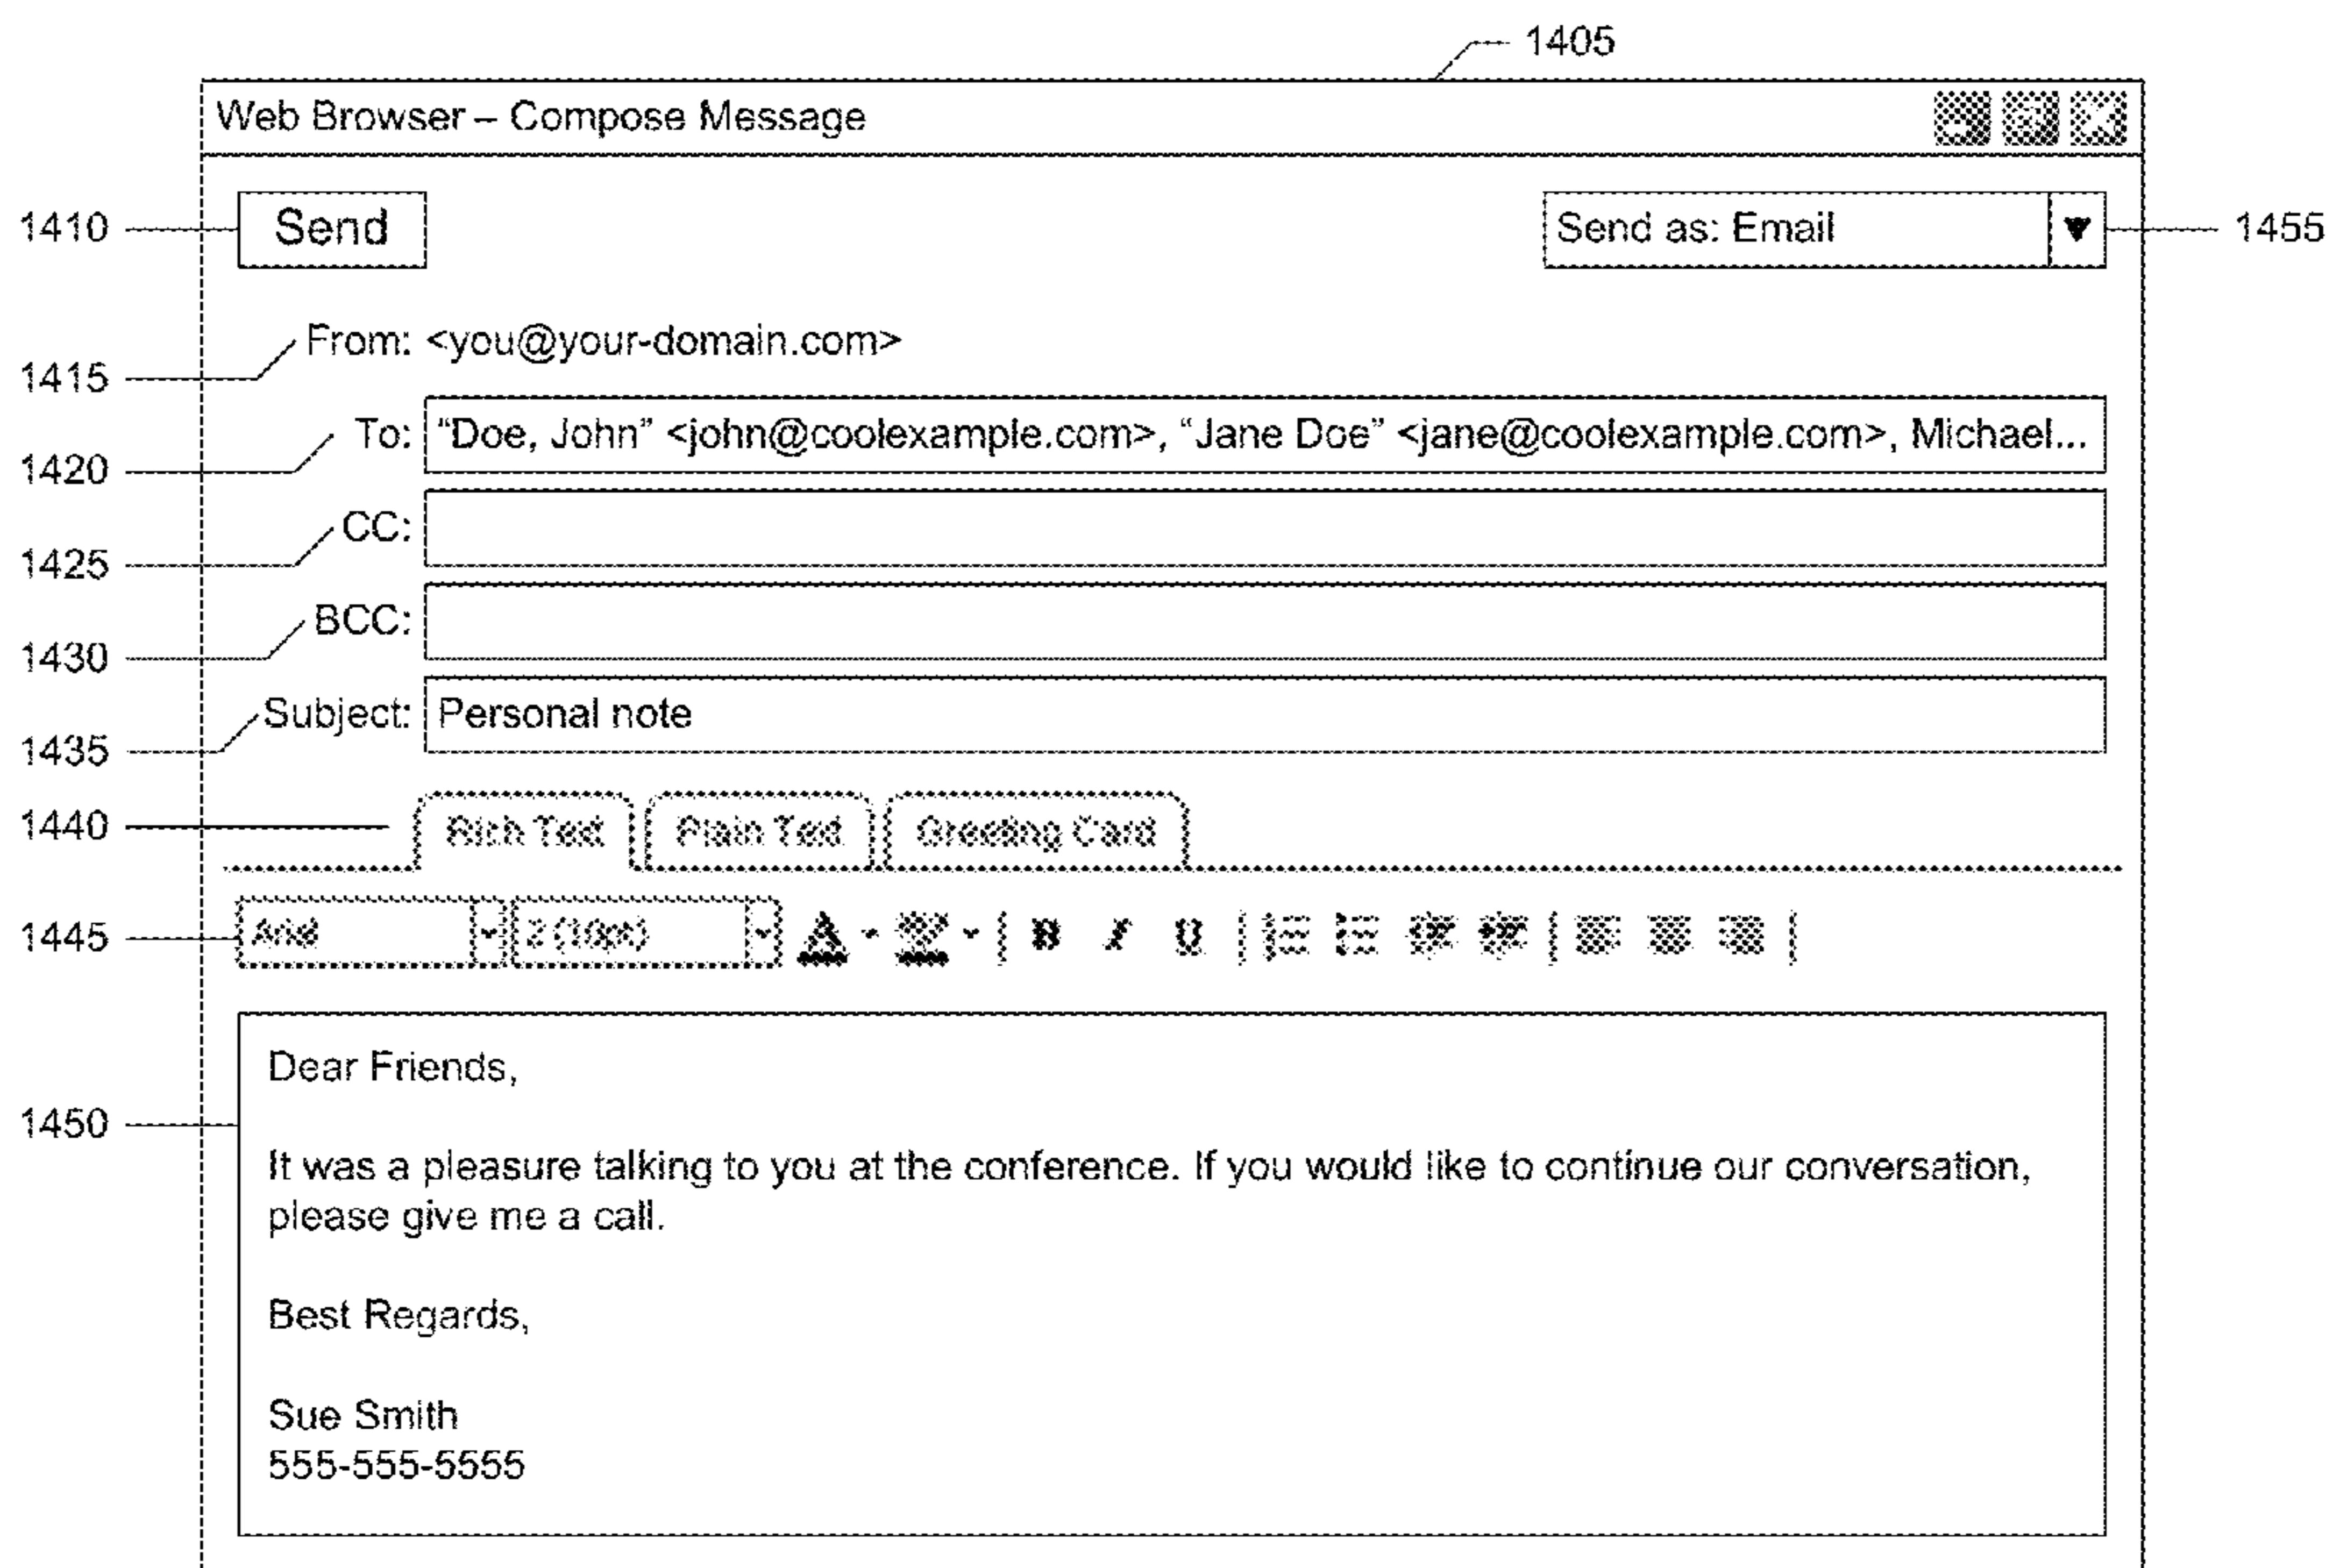 1405
Web Browser – Compose Message
1410 Send Send as: Email 1455
From: <you@your-domain.com>
1415
To: “Doe, John” <john@coolexample.com>, “Jane Doe” <jane@coolexample.com>, Michael...
1420
CC:
1425
BCC:
1430
Subject: Personal note
1435
1440 Rich Text Plain Text Greeting Card
1445 Arial 2 (10pt) A B I U
Dear Friends,
1450
It was a pleasure talking to you at the conference. If you would like to continue our conversation,
please give me a call.
Best Regards,
Sue Smith
555-555-5555